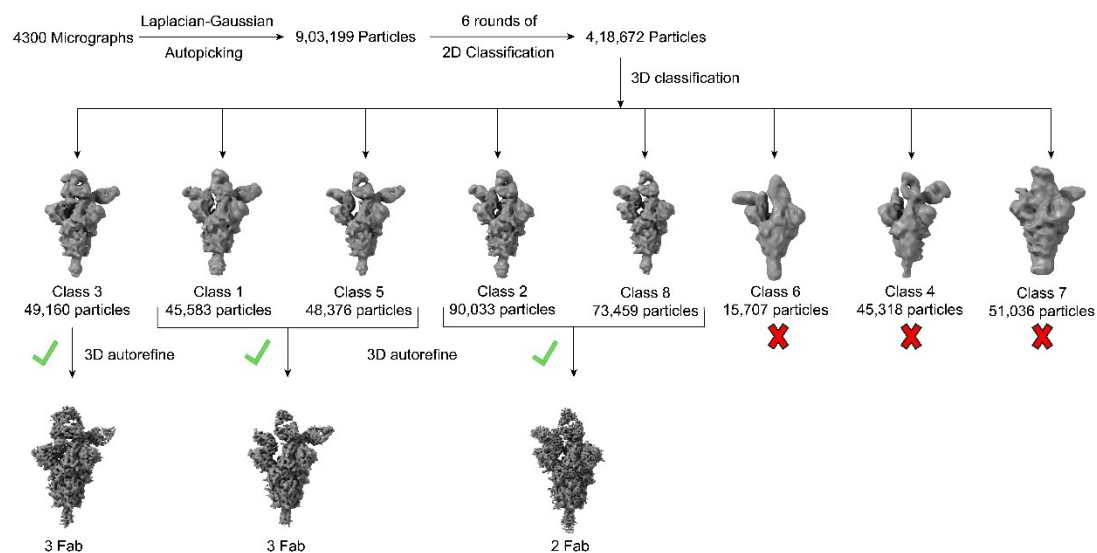 4300 Micrographs
Laplacian-Gaussian
Autopicking
9,03,199 Particles
6 rounds of
2D Classification
4,18,672 Particles
3D classification
Class 3
49,160 particles
Class 1
45,583 particles
Class 5
48,376 particles
Class 2
90,033 particles
Class 8
73,459 particles
Class 6
15,707 particles
Class 4
45,318 particles
Class 7
51,036 particles
3D autorefine
3D autorefine
3 Fab
3 Fab
2 Fab